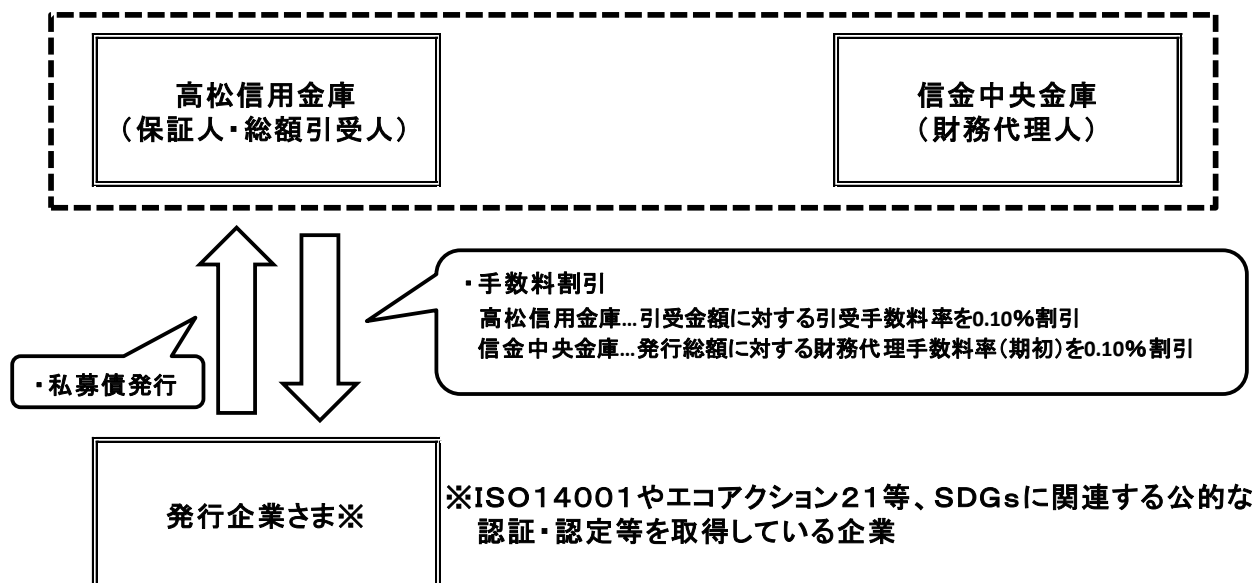 高松信用金庫
（保証人・総額引受人）
信金中央金庫
（財務代理人）
・手数料割引
高松信用金庫…引受金額に対する引受手数料率を0.10％割引
信金中央金庫…発行総額に対する財務代理手数料率（期初）を0.10％割引
・私募債発行
発行企業さま※
※ISO14001やエコアクション21等、SDGsに関連する公的な
認証・認定等を取得している企業